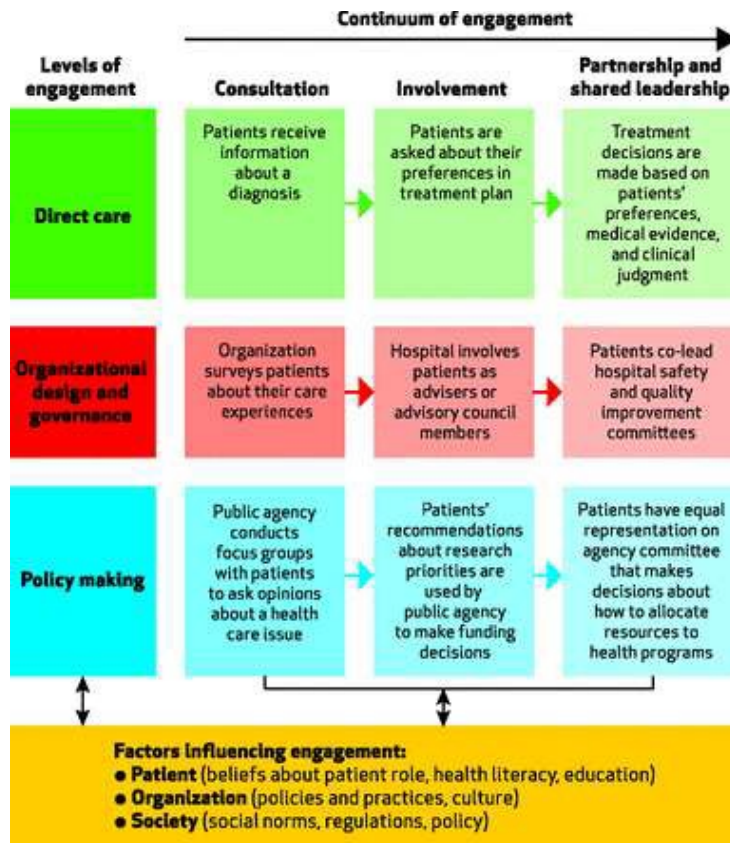 Continuum of engagement
Levels of
engagement
Consultation
Involvement
Partnership and
shared leadership
Direct care
Patients receive
information
about a
diagnosis
Patients are
asked about their
preferences in
treatment plan
Treatment
decisions are
made based on
patients'
preferences,
medical evidence,
and clinical
judgment
Organizational
design and
governance
Organization
surveys patients
about their care
experiences
Hospital involves
patients as
advisers or
advisory council
members
Patients co-lead
hospital safety
and quality
improvement
committees
Policy making
Public agency
conducts
focus groups
with patients
to ask opinions
about a health
care issue
Patients'
recommendations
about research
priorities are
used by
public agency
to make funding
decisions
Patients have equal
representation on
agency committee
that makes
decisions about
how to allocate
resources to
health programs
Factors influencing engagement:
● Patient (beliefs about patient role, health literacy, education)
● Organization (policies and practices, culture)
● Society (social norms, regulations, policy)